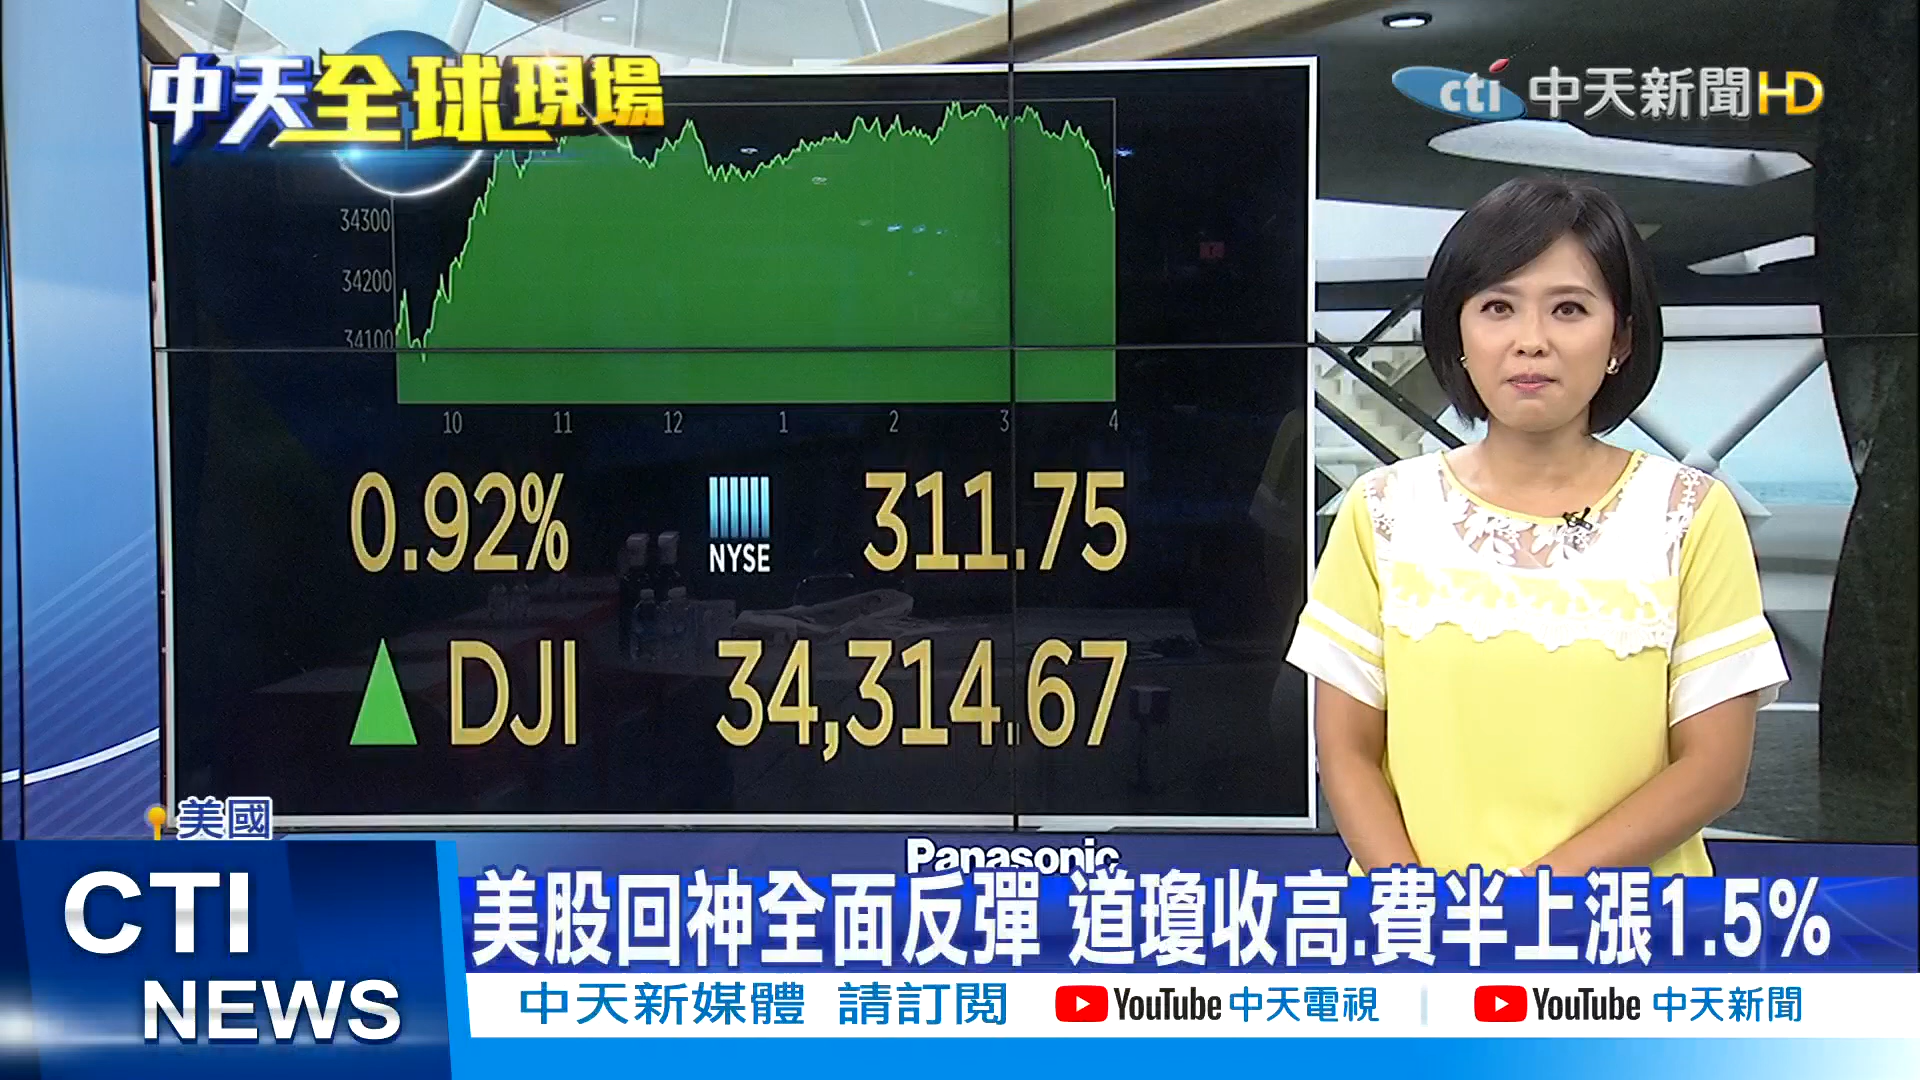 中天全球現場
cti 中天新聞HD
34300
34200
34100
10 11 12 1 2 3 4
0.92% NYSE 311.75
▲DJI 34,314.67
美國
Panasonic
CTI NEWS
美股回神全面反彈 道瓊收高.費半上漲1.5%
中天新媒體 請訂閱 YouTube 中天電視 | YouTube 中天新聞